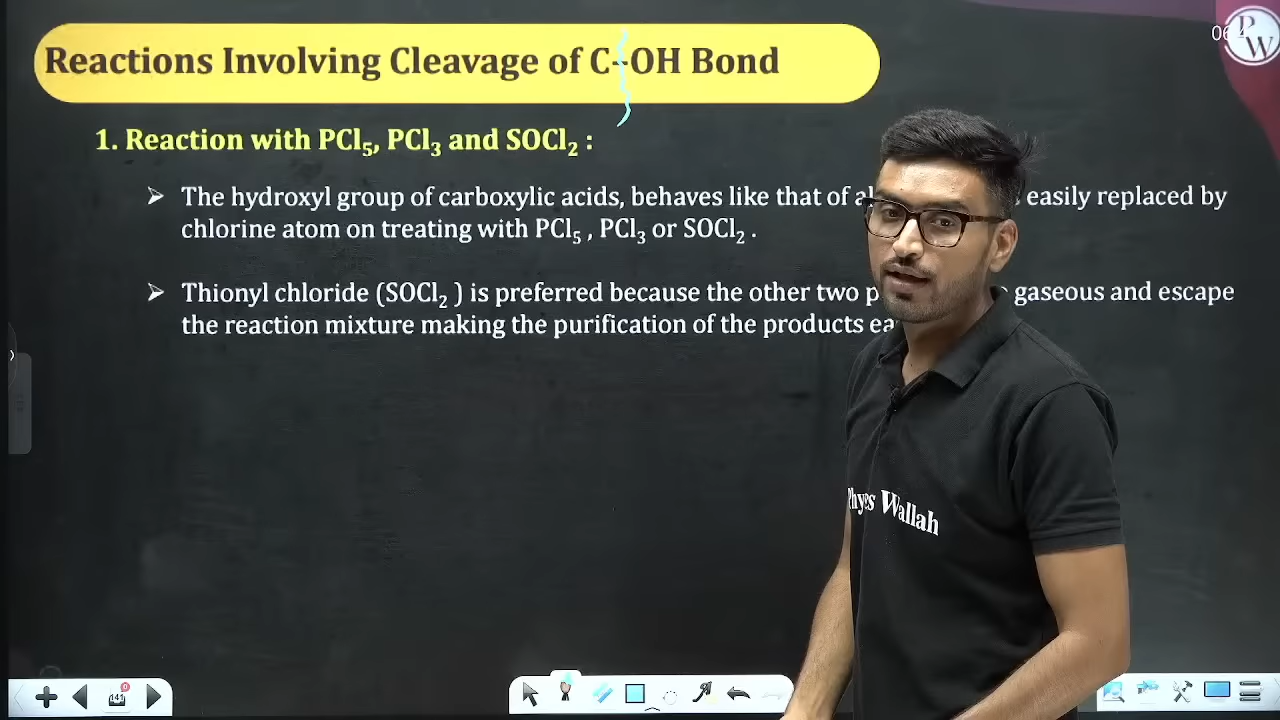 Reactions Involving Cleavage of C-OH Bond
06
PW
1. Reaction with PCl₅, PCl₃ and SOCl₂ :
➢ The hydroxyl group of carboxylic acids, behaves like that of easily replaced by
chlorine atom on treating with PCl₅ , PCl₃ or SOCl₂ .
➢ Thionyl chloride (SOCl₂ ) is preferred because the other two gaseous and escape
the reaction mixture making the purification of the products
Wallah
441